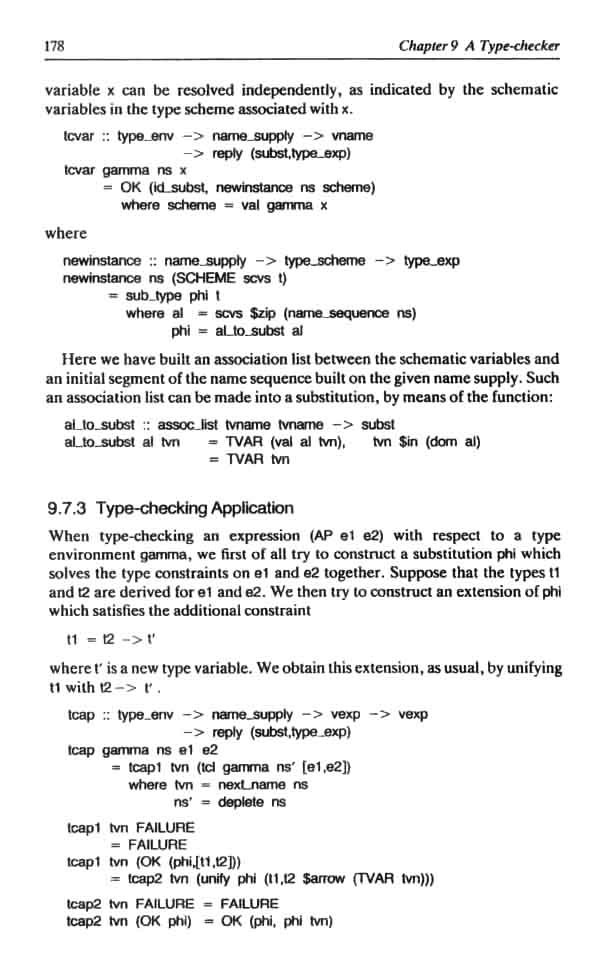 178 Chapter 9 A Type-checker
variable x can be resolved independently, as indicated by the schematic
variables in the type scheme associated with x.
tcvar :: type_env -> name_supply -> vname
-> reply (subst,type_exp)
tcvar gamma ns x
= OK (id_subst, newinstance ns scheme)
where scheme = val gamma x
where
newinstance :: name_supply -> type_scheme -> type_exp
newinstance ns (SCHEME scvs t)
= sub_type phi t
where al = scvs $zip (name_sequence ns)
phi = al_to_subst al
Here we have built an association list between the schematic variables and
an initial segment of the name sequence built on the given name supply. Such
an association list can be made into a substitution, by means of the function:
al_to_subst :: assoc_list tvname tvname -> subst
al_to_subst al tvn = TVAR (val al tvn), tvn $in (dom al)
= TVAR tvn
9.7.3 Type-checking Application
When type-checking an expression (AP e1 e2) with respect to a type
environment gamma, we first of all try to construct a substitution phi which
solves the type constraints on e1 and e2 together. Suppose that the types t1
and t2 are derived for e1 and e2. We then try to construct an extension of phi
which satisfies the additional constraint
t1 = t2 -> t'
where t' is a new type variable. We obtain this extension, as usual, by unifying
t1 with t2 -> t' .
tcap :: type_env -> name_supply -> vexp -> vexp
-> reply (subst,type_exp)
tcap gamma ns e1 e2
= tcap1 tvn (tcl gamma ns' [e1,e2])
where tvn = next_name ns
ns' = deplete ns
tcap1 tvn FAILURE
= FAILURE
tcap1 tvn (OK (phi,[t1,t2]))
= tcap2 tvn (unify phi (t1,t2 $arrow (TVAR tvn)))
tcap2 tvn FAILURE = FAILURE
tcap2 tvn (OK phi) = OK (phi, phi tvn)